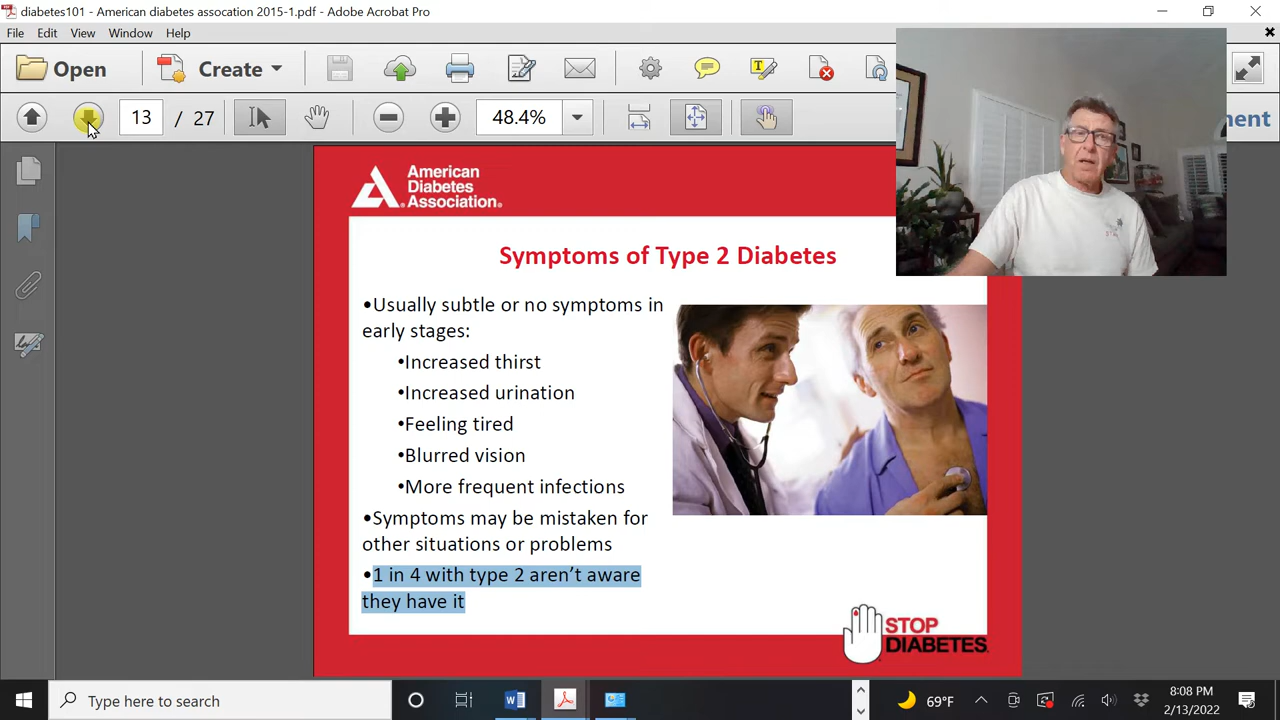 diabetes101 - American diabetes assocation 2015-1.pdf - Adobe Acrobat Pro
File Edit View Window Help
Open Create
13 / 27 48.4%
ment
American
Diabetes
Association®
Symptoms of Type 2 Diabetes
•Usually subtle or no symptoms in
early stages:
•Increased thirst
•Increased urination
•Feeling tired
•Blurred vision
•More frequent infections
•Symptoms may be mistaken for
other situations or problems
•1 in 4 with type 2 aren’t aware
they have it
STOP
DIABETES
Type here to search
69°F
8:08 PM
2/13/2022